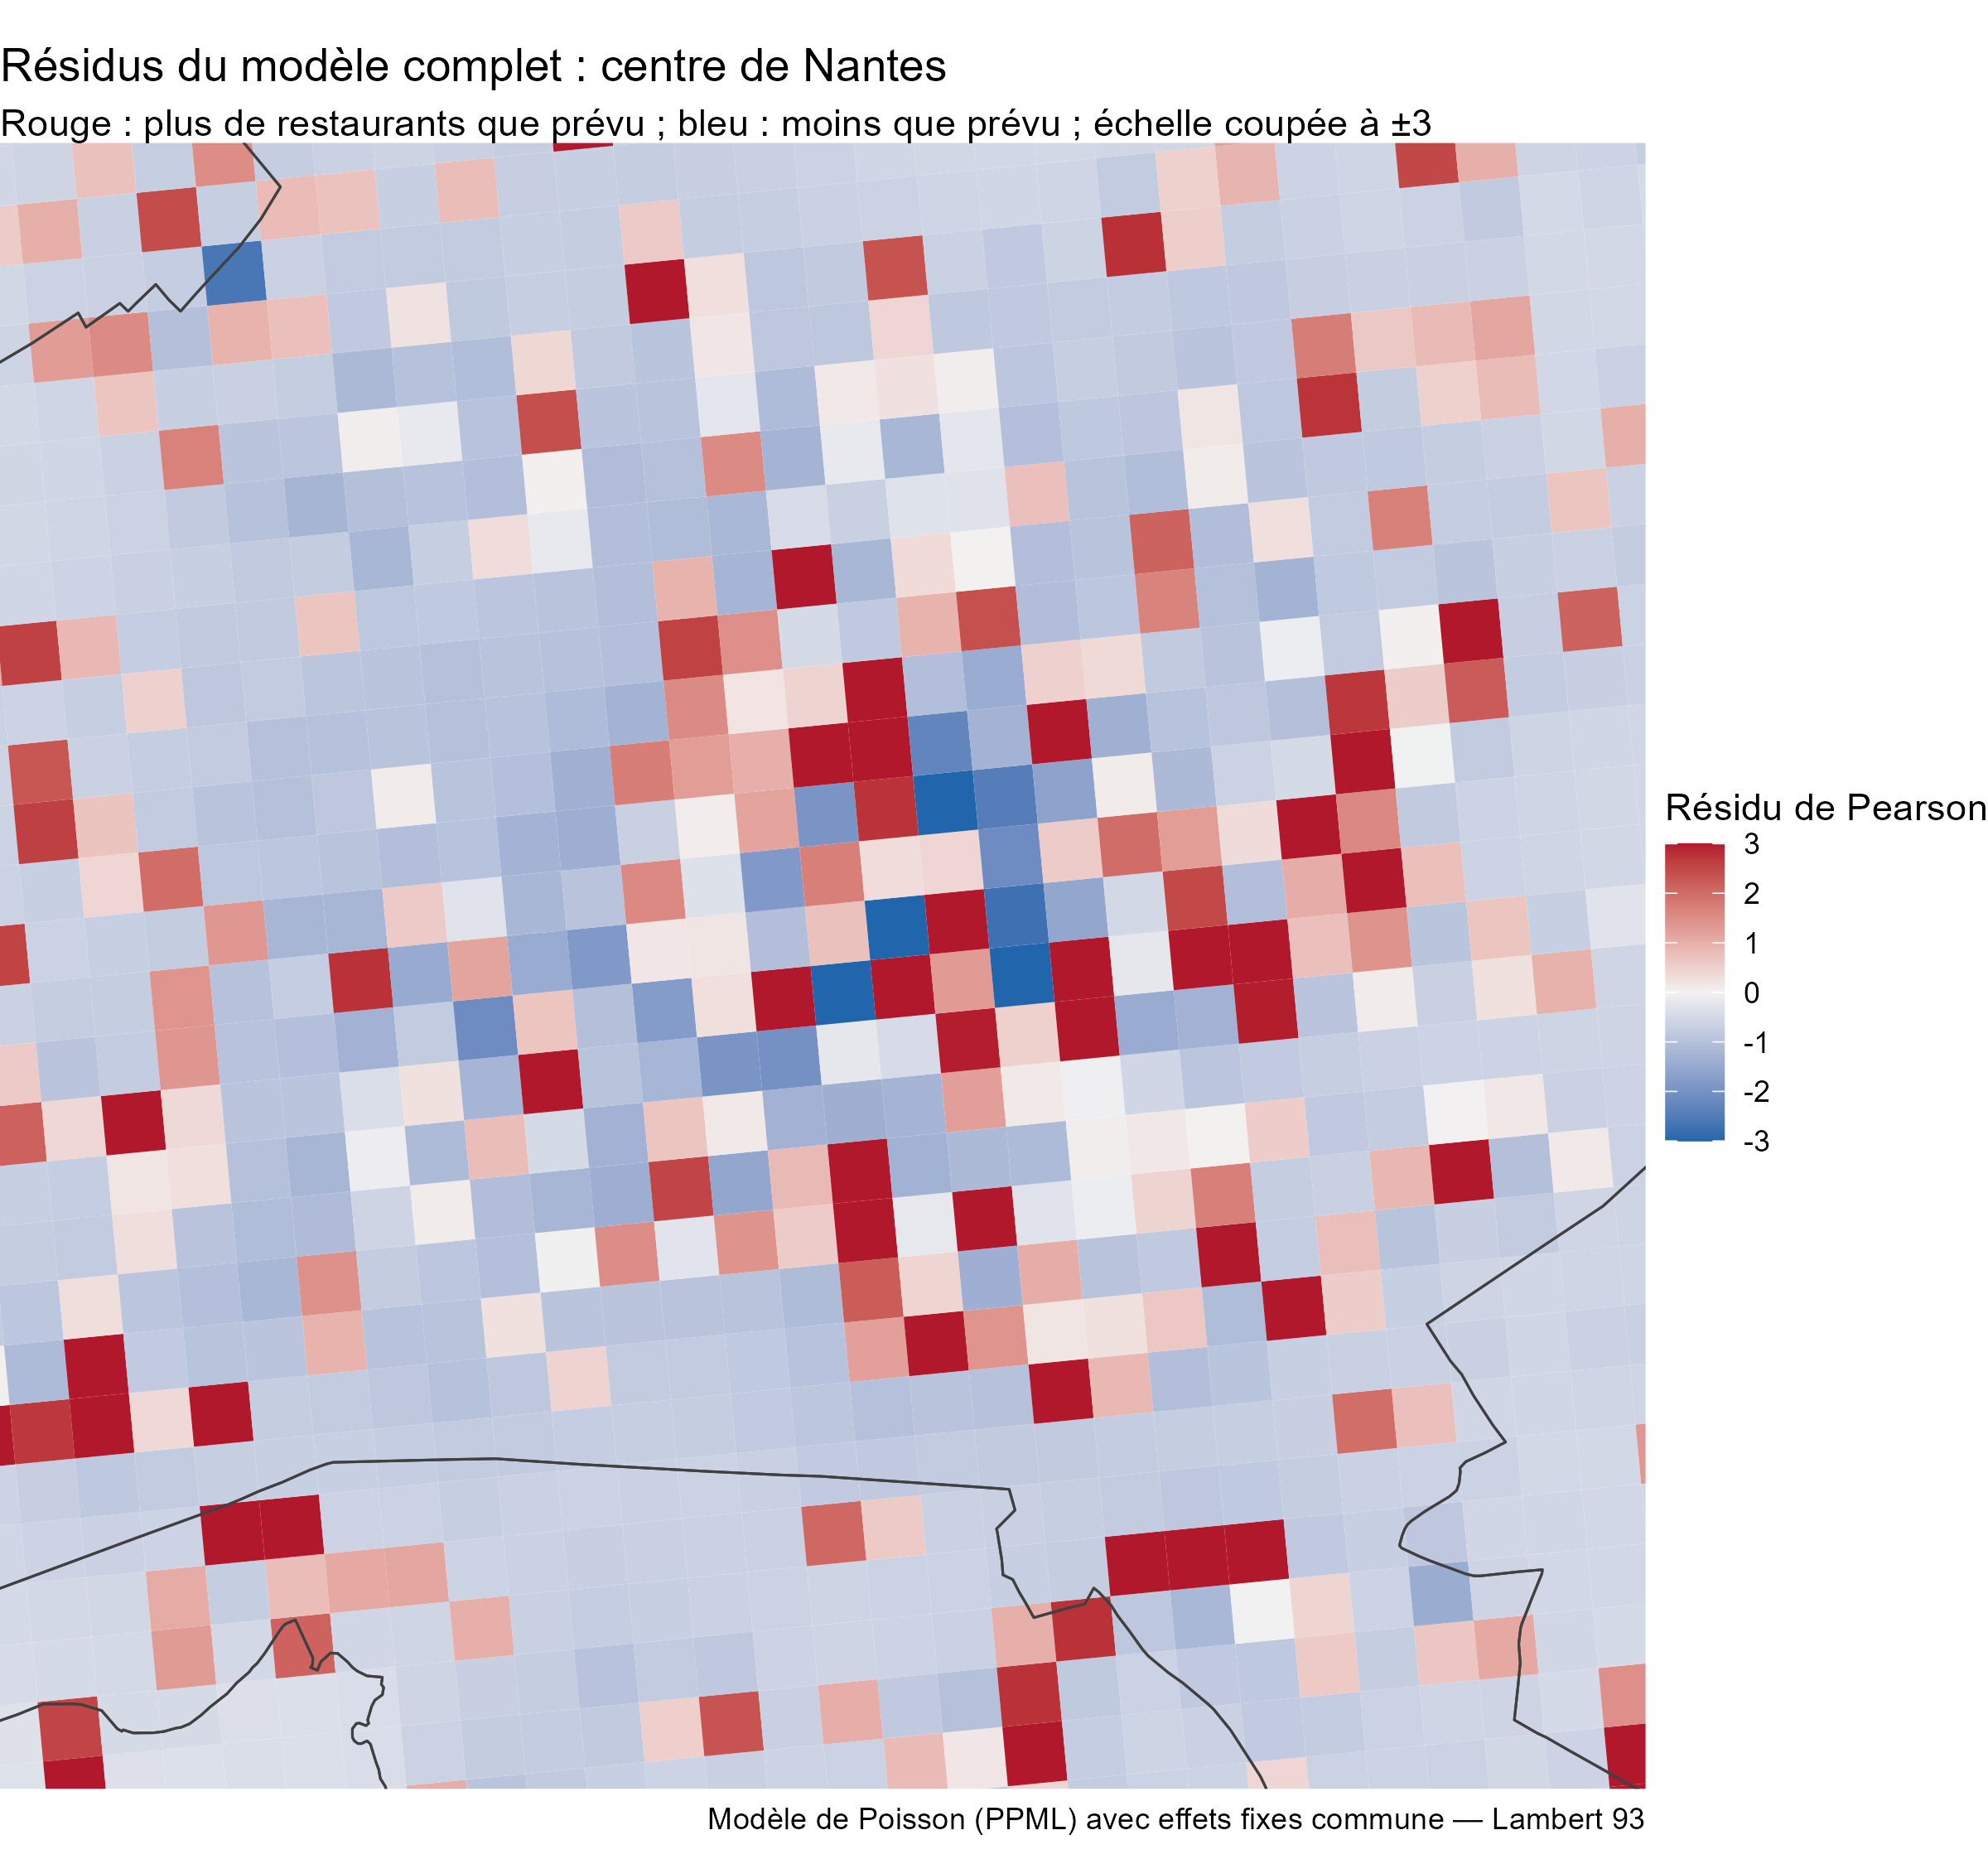 Résidus du modèle complet : centre de Nantes
Rouge : plus de restaurants que prévu ; bleu : moins que prévu ; échelle coupée à ±3
Résidu de Pearson
3
2
1
0
-1
-2
-3
Modèle de Poisson (PPML) avec effets fixes commune — Lambert 93